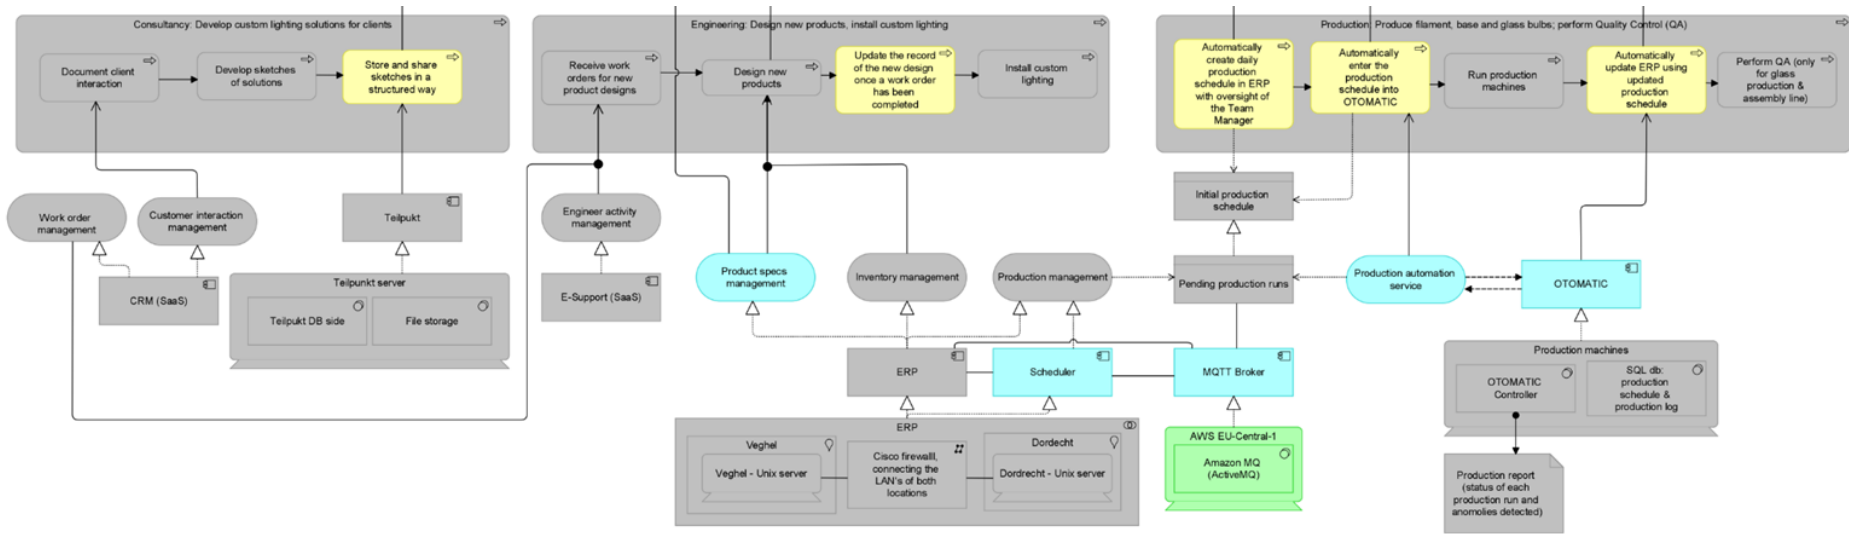 Consultancy: Develop custom lighting solutions for clients
Document client
interaction
Develop sketches
of solutions
Store and share
sketches in a
structured way
Engineering: Design new products, install custom lighting
Receive work
orders for new
product designs
Design new
products
Update the record
of the new design
once a work order
has been
completed
Install custom
lighting
Production: Produce filament, base and glass bulbs; perform Quality Control (QA)
Automatically
create daily
production
schedule in ERP
with oversight of
the Team
Manager
Automatically
enter the
production
schedule into
OTOMATIC
Run production
machines
Automatically
update ERP using
updated
production
schedule
Perform QA (only
for glass
production &
assembly line)
Work order
management
Customer interaction
management
Teilpukt
Engineer activity
management
Initial production
schedule
CRM (SaaS)
Teilpunkt server
Teilpukt DB side
File storage
E-Support (SaaS)
Product specs
management
Inventory management
Production management
Pending production runs
Production automation
service
OTOMATIC
ERP
Scheduler
MQTT Broker
Production machines
OTOMATIC
Controller
SQL db:
production
schedule &
production log
ERP
Veghel
Veghel - Unix server
Cisco firewalll,
connecting the
LAN's of both
locations
Dordecht
Dordrecht - Unix server
AWS EU-Central-1
Amazon MQ
(ActiveMQ)
Production report
(status of each
production run and
anomolies detected)